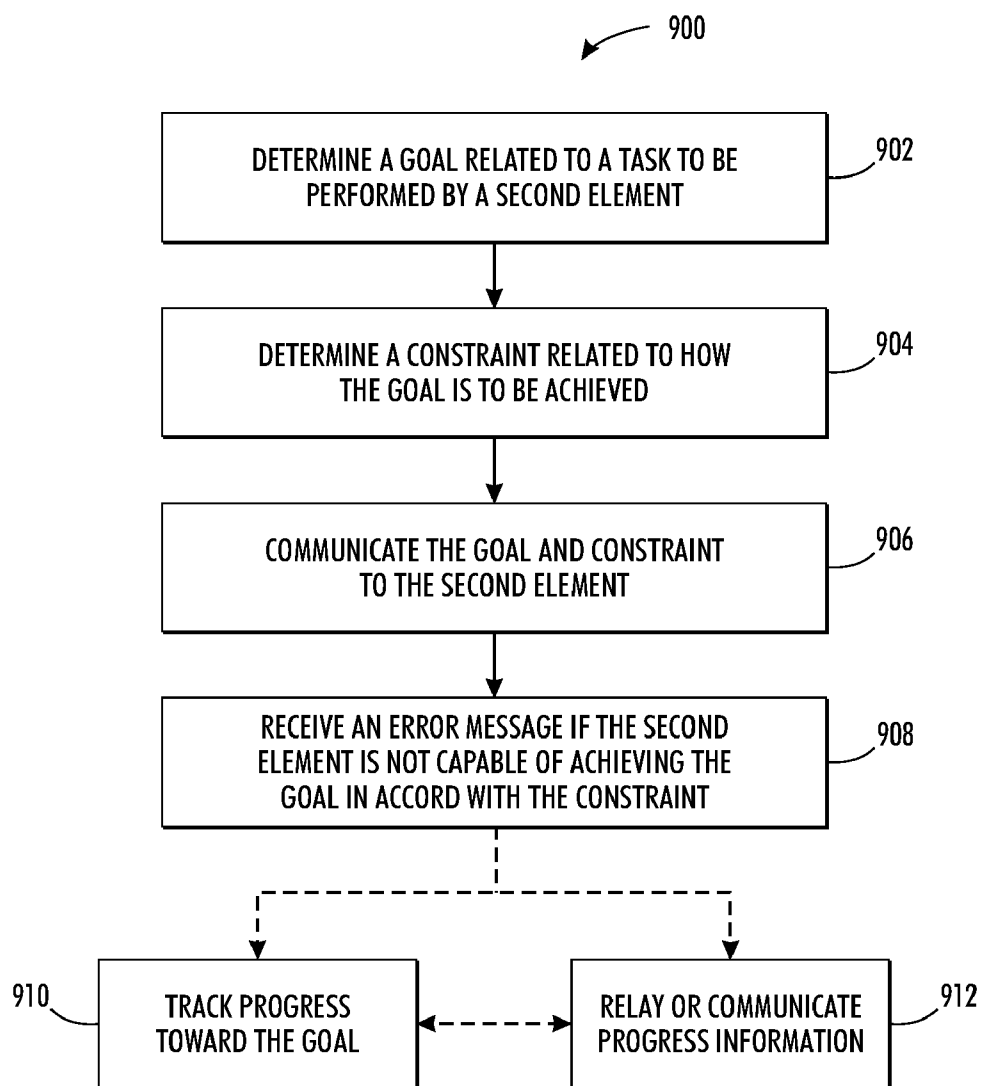 900
DETERMINE A GOAL RELATED TO A TASK TO BE
PERFORMED BY A SECOND ELEMENT
902
DETERMINE A CONSTRAINT RELATED TO HOW
THE GOAL IS TO BE ACHIEVED
904
COMMUNICATE THE GOAL AND CONSTRAINT
TO THE SECOND ELEMENT
906
RECEIVE AN ERROR MESSAGE IF THE SECOND
ELEMENT IS NOT CAPABLE OF ACHIEVING THE
GOAL IN ACCORD WITH THE CONSTRAINT
908
910
TRACK PROGRESS
TOWARD THE GOAL
RELAY OR COMMUNICATE
PROGRESS INFORMATION
912